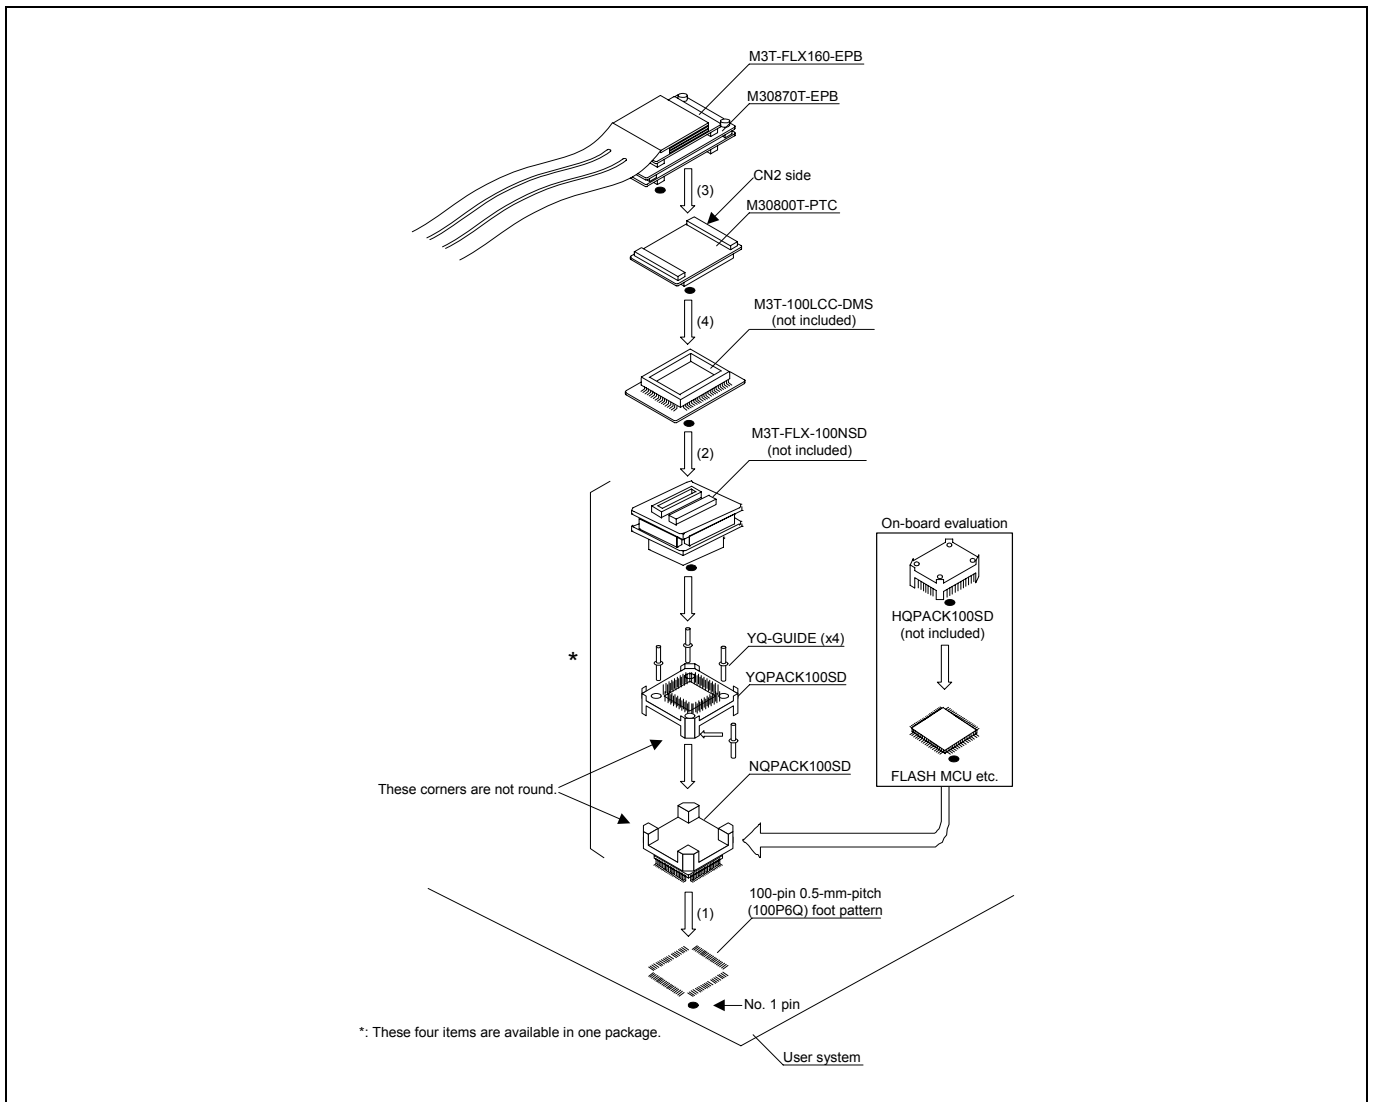 M3T-FLX160-EPB
M30870T-EPB
CN2 side
(3)
M30800T-PTC
M3T-100LCC-DMS
(not included)
(4)
M3T-FLX-100NSD
(not included)
(2)
On-board evaluation
HQPACK100SD
(not included)
YQ-GUIDE (x4)
*
YQPACK100SD
NQPACK100SD
FLASH MCU etc.
These corners are not round.
100-pin 0.5-mm-pitch
(100P6Q) foot pattern
(1)
No. 1 pin
*: These four items are available in one package.
User system